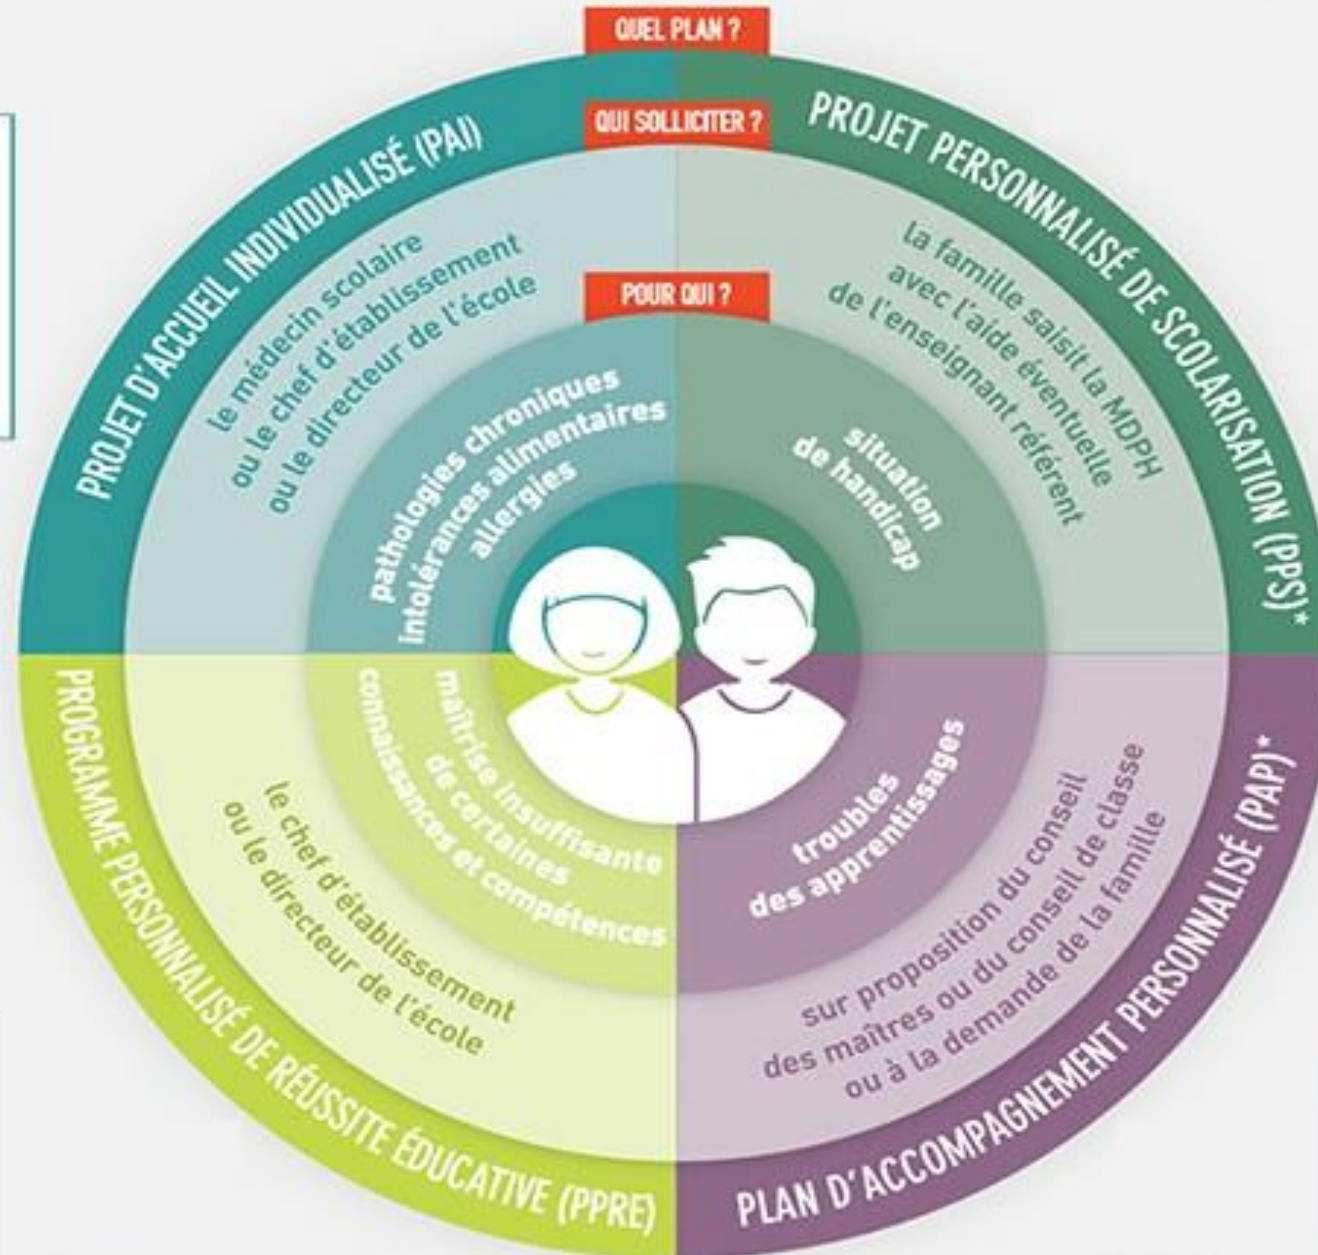 QUEL PLAN ?
QUI SOLLICITER ?
POUR QUI ?
PROJET D'ACCUEIL INDIVIDUALISÉ (PAI)
le médecin scolaire
ou le chef d'établissement
ou le directeur de l'école
pathologies chroniques
intolérances alimentaires
allergies
PROJET PERSONNALISÉ DE SCOLARISATION (PPS)*
la famille saisit la MDPH
avec l'aide éventuelle
de l'enseignant référent
situation
de handicap
PROGRAMME PERSONNALISÉ DE RÉUSSITE ÉDUCATIVE (PPRE)
le chef d'établissement
ou le directeur de l'école
maîtrise insuffisante
de certaines
connaissances et compétences
PLAN D'ACCOMPAGNEMENT PERSONNALISÉ (PAP)*
sur proposition du conseil
des maîtres ou du conseil de classe
ou à la demande de la famille
troubles
des apprentissages